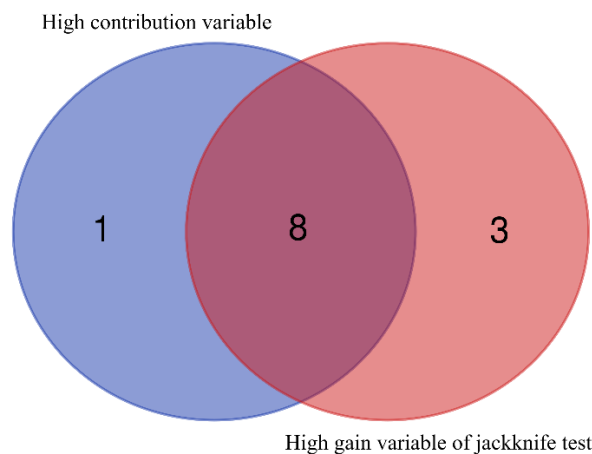 High contribution variable
1
8
3
High gain variable of jackknife test